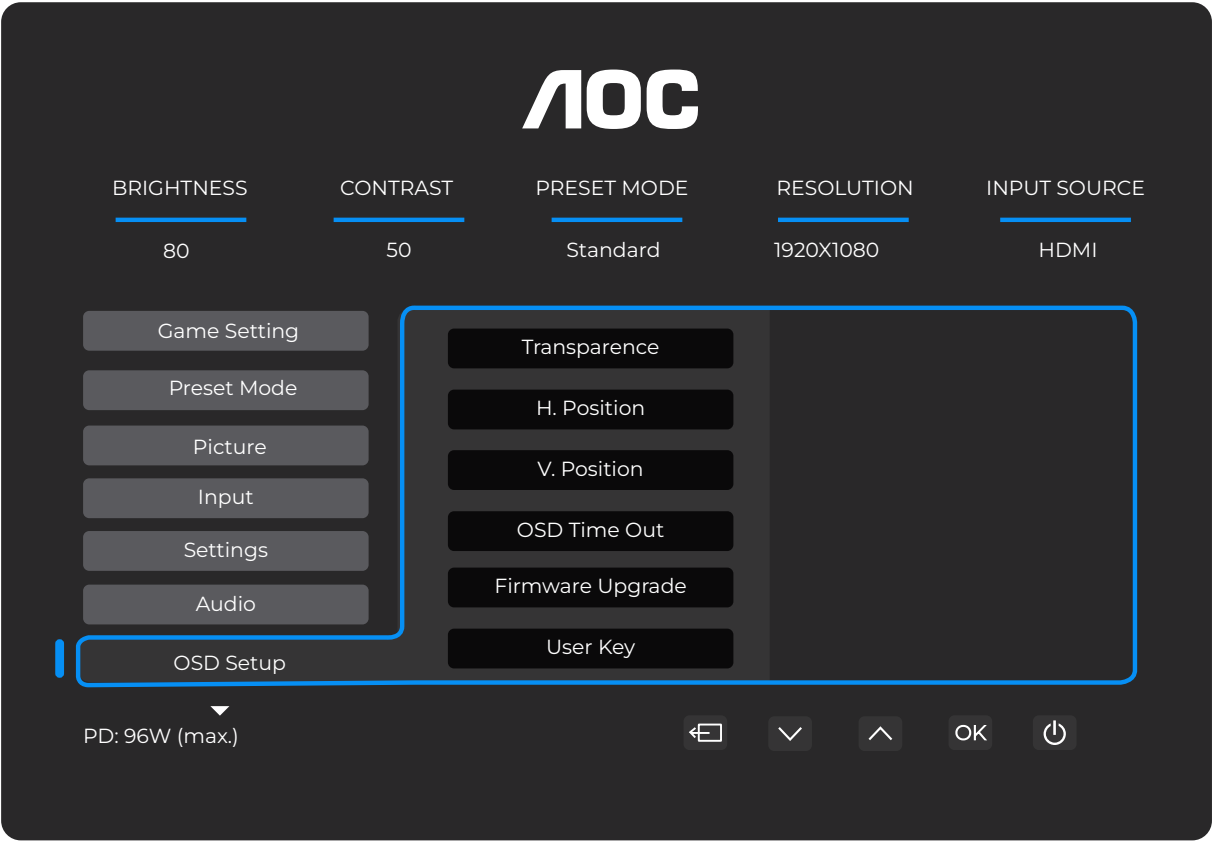 AOC
BRIGHTNESS CONTRAST PRESET MODE RESOLUTION INPUT SOURCE
80 50 Standard 1920X1080 HDMI
Game Setting
Preset Mode
Picture
Input
Settings
Audio
OSD Setup
Transparence
H. Position
V. Position
OSD Time Out
Firmware Upgrade
User Key
PD: 96W (max.)
OK